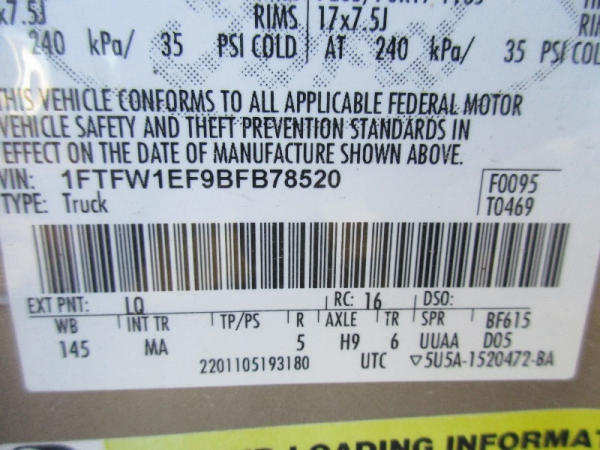 x7.5J RIMS 17x7.5J
240 kPa/ 35 PSI COLD AT 240 kPa/ 35 PSI COL
THIS VEHICLE CONFORMS TO ALL APPLICABLE FEDERAL MOTOR
VEHICLE SAFETY AND THEFT PREVENTION STANDARDS IN
EFFECT ON THE DATE OF MANUFACTURE SHOWN ABOVE.
VIN: 1FTFW1EF9BFB78520 F0095
TYPE: Truck T0469
EXT PNT: LQ RC: 16 DSO:
WB INT TR TP/PS R AXLE TR SPR BF615
145 MA 5 H9 6 UUAA D05
2201105193180 UTC ▽5U5A-1520472-BA
LOADING INFORMAT